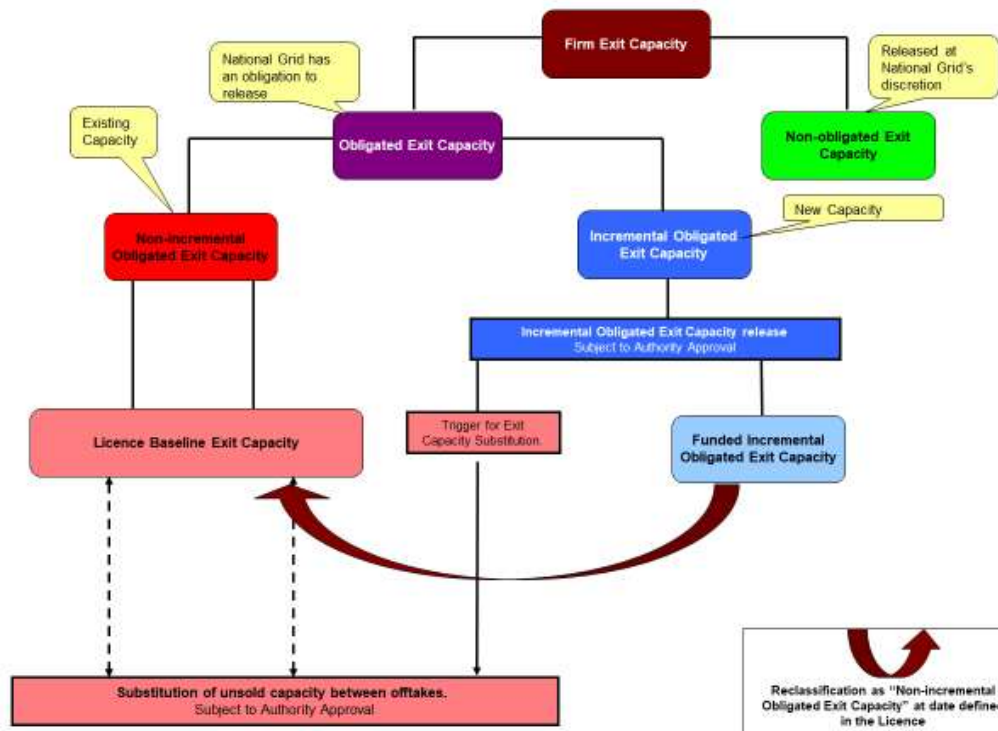 Firm Exit Capacity
National Grid has
an obligation to
release
Released at
National Grid's
discretion
Existing
Capacity
Obligated Exit Capacity
Non-obligated Exit
Capacity
New Capacity
Non-incremental
Obligated Exit Capacity
Incremental Obligated
Exit Capacity
Incremental Obligated Exit Capacity release
Subject to Authority Approval
Licence Baseline Exit Capacity
Trigger for Exit
Capacity Substitution.
Funded Incremental
Obligated Exit Capacity
Substitution of unsold capacity between offtakes.
Subject to Authority Approval
Reclassification as “Non-incremental
Obligated Exit Capacity” at date defined
in the Licence